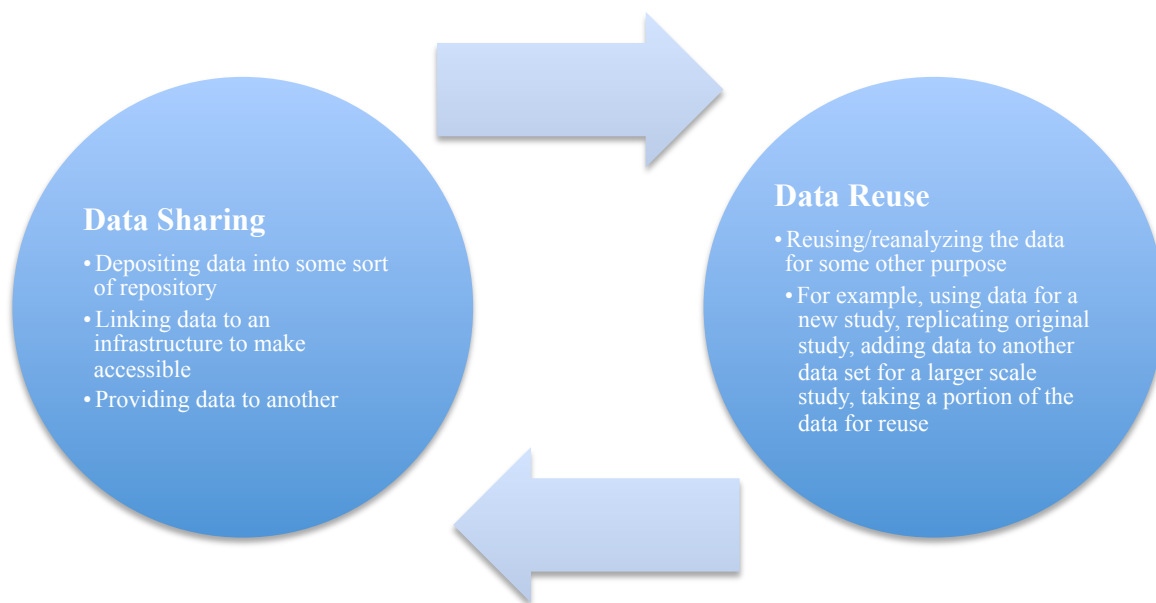 Data Sharing
• Depositing data into some sort
of repository
• Linking data to an
infrastructure to make
accessible
• Providing data to another
Data Reuse
• Reusing/reanalyzing the data
for some other purpose
• For example, using data for a
new study, replicating original
study, adding data to another
data set for a larger scale
study, taking a portion of the
data for reuse